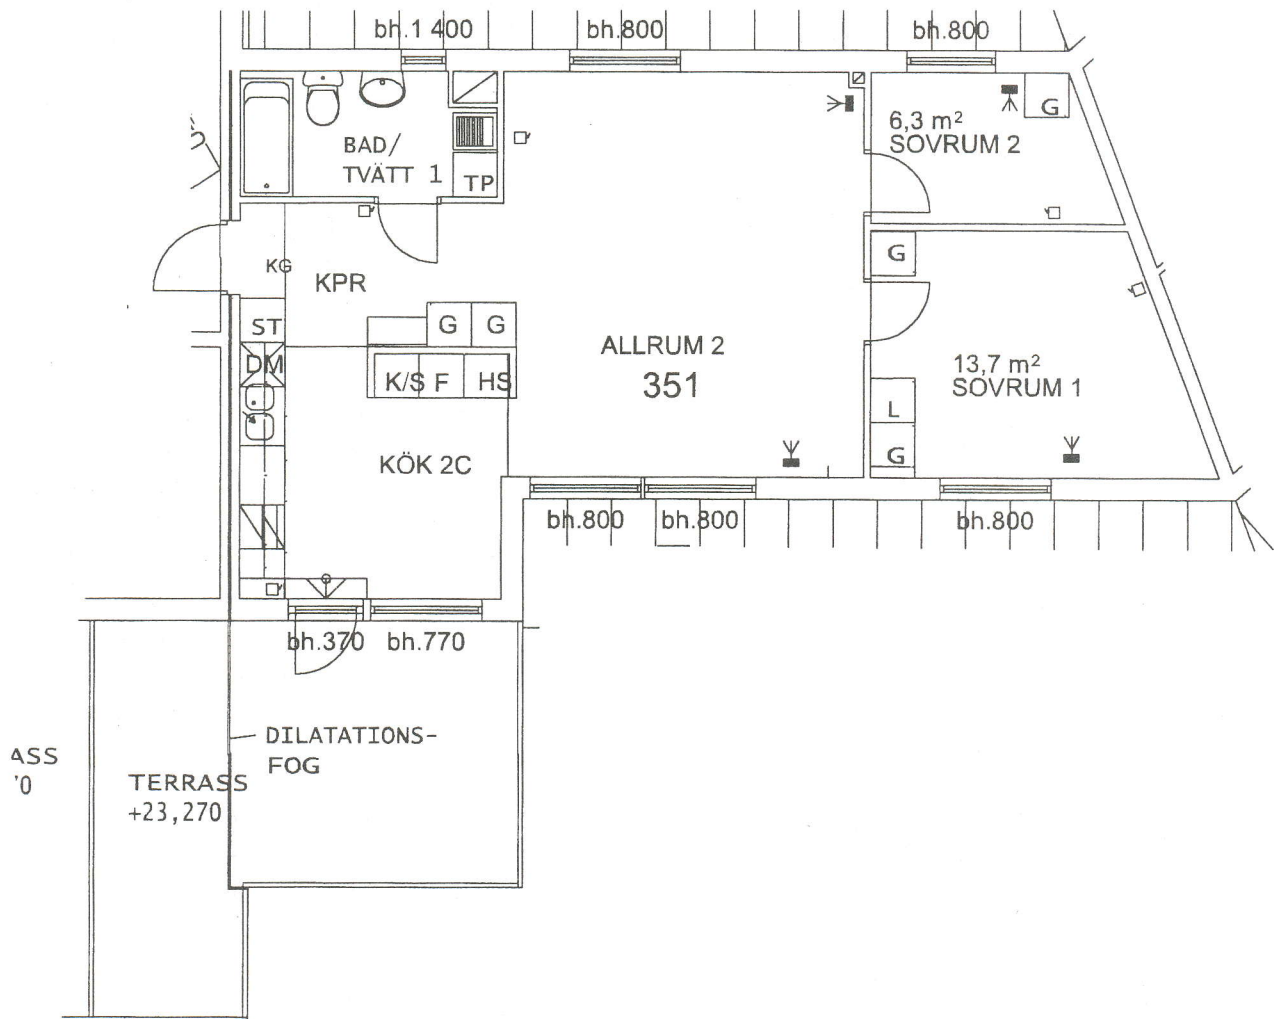 bh.1 400
bh.800
bh.800
6,3 m²
SOVRUM 2
G
BAD/
TVÄTT 1
TP
KG
KPR
G
ST
G
G
DM
K/S
F
HS
ALLRUM 2
351
13,7 m²
SOVRUM 1
L
G
KÖK 2C
bh.800
bh.800
bh.800
bh.370
bh.770
DILATATIONS-
FOG
ASS
'0
TERRASS
+23,270